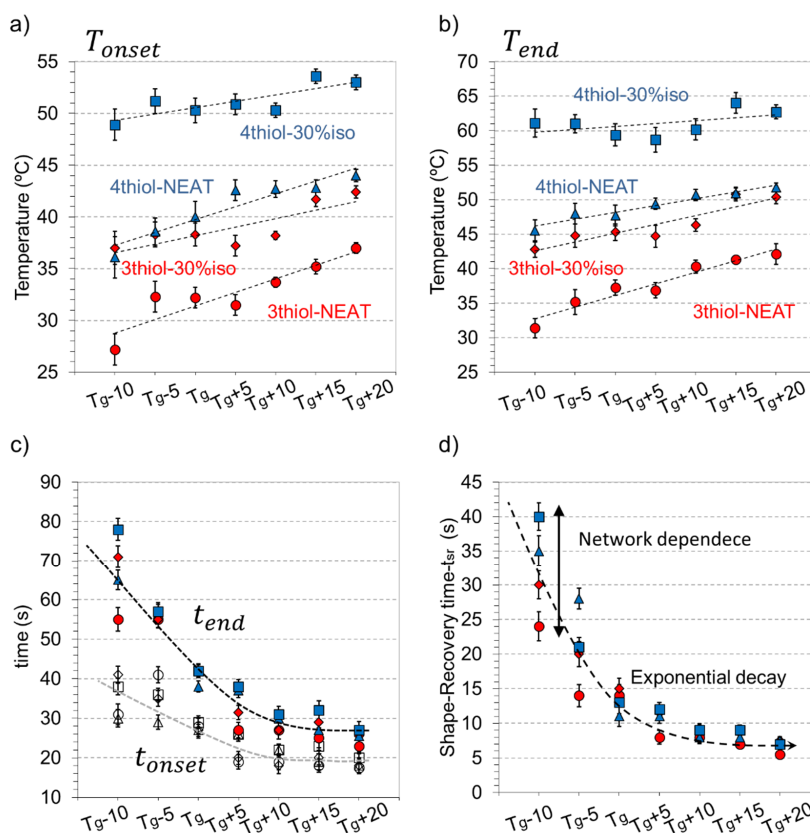 a)
T_onset
Temperature (ºC)
55
50
45
40
35
30
25
4thiol-30%iso
4thiol-NEAT
3thiol-30%iso
3thiol-NEAT
Tg-10 Tg-5 Tg Tg+5 Tg+10 Tg+15 Tg+20
b)
T_end
Temperature (ºC)
70
65
60
55
50
45
40
35
30
25
4thiol-30%iso
4thiol-NEAT
3thiol-30%iso
3thiol-NEAT
Tg-10 Tg-5 Tg Tg+5 Tg+10 Tg+15 Tg+20
c)
time (s)
90
80
70
60
50
40
30
20
10
t_end
t_onset
Tg-10 Tg-5 Tg Tg+5 Tg+10 Tg+15 Tg+20
d)
Shape-Recovery time-tsr (s)
45
40
35
30
25
20
15
10
5
0
Network dependece
Exponential decay
Tg-10 Tg-5 Tg Tg+5 Tg+10 Tg+15 Tg+20